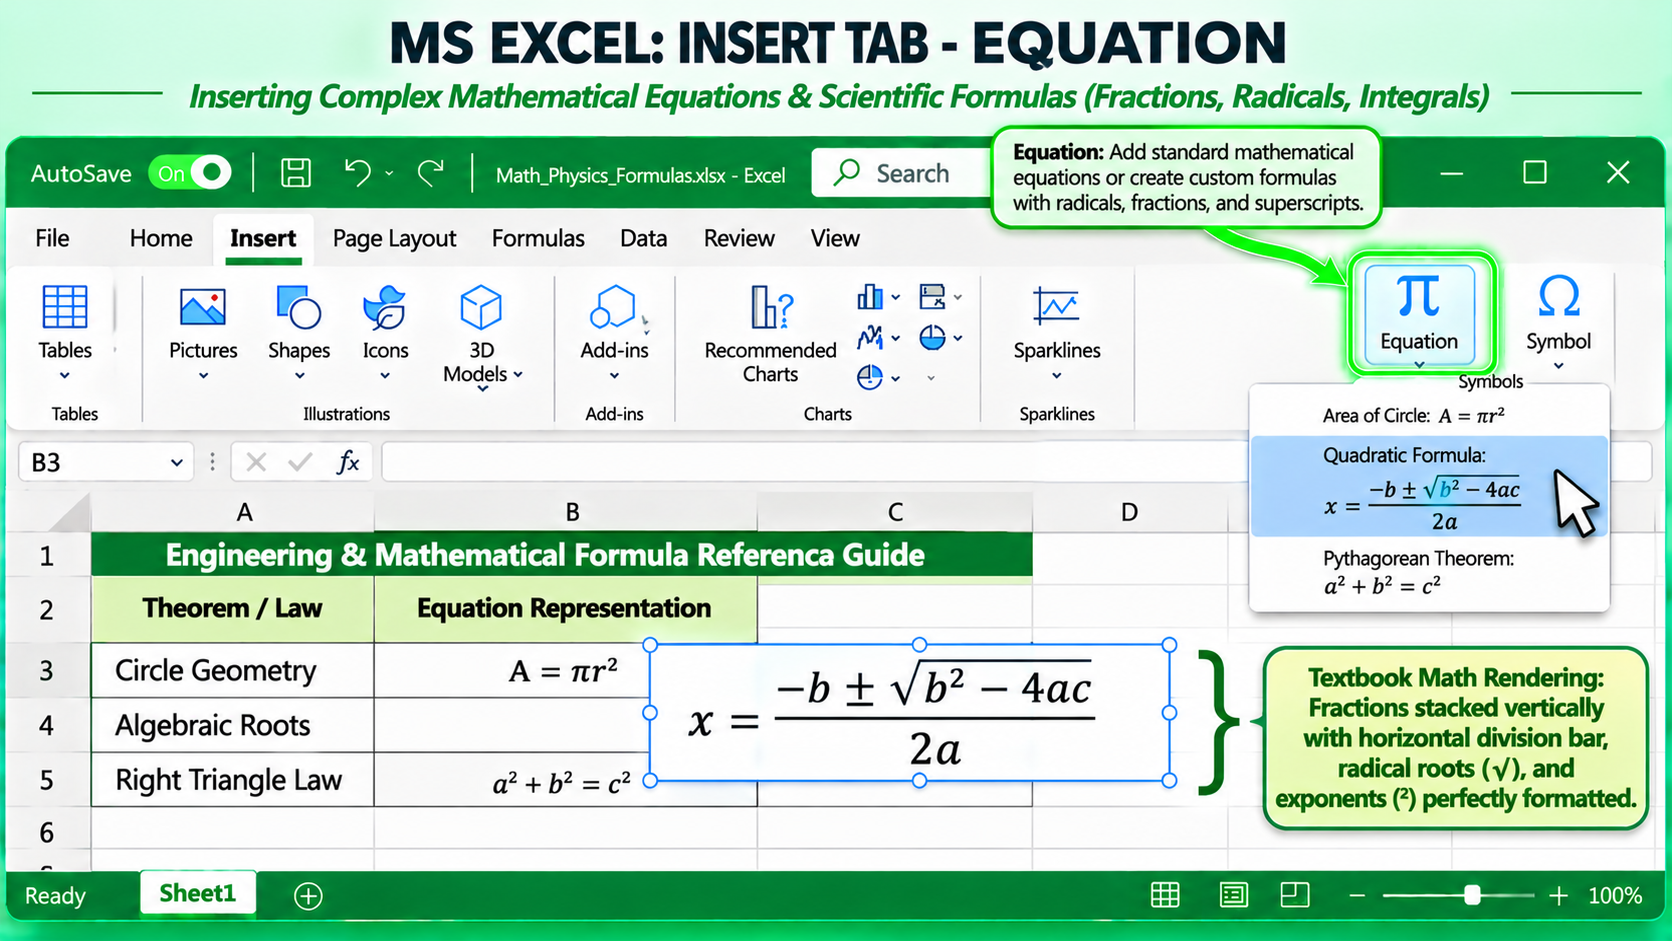 MS EXCEL: INSERT TAB - EQUATION
Inserting Complex Mathematical Equations & Scientific Formulas (Fractions, Radicals, Integrals)
AutoSave On Math_Physics_Formulas.xlsx - Excel Search
Equation: Add standard mathematical
equations or create custom formulas
with radicals, fractions, and superscripts.
File Home Insert Page Layout Formulas Data Review View
Tables
Pictures
Shapes
Icons
3D
Models
Add-ins
Recommended
Charts
Sparklines
π
Equation
Ω
Symbol
Tables Illustrations Add-ins Charts Sparklines Symbols
Area of Circle: A = πr²
Quadratic Formula:
x = (−b ± √(b² − 4ac)) / 2a
Pythagorean Theorem:
a² + b² = c²
B3 fx
A B C D
1 Engineering & Mathematical Formula Referenca Guide
2 Theorem / Law Equation Representation
3 Circle Geometry A = πr²
4 Algebraic Roots
5 Right Triangle Law a² + b² = c²
6
x = (−b ± √(b² − 4ac)) / 2a
Textbook Math Rendering:
Fractions stacked vertically
with horizontal division bar,
radical roots (√), and
exponents (²) perfectly formatted.
Ready Sheet1 100%